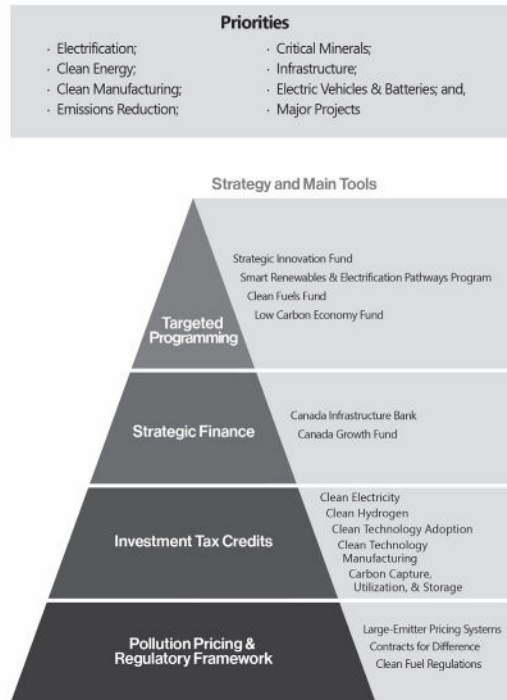 Priorities
· Electrification;
· Clean Energy;
· Clean Manufacturing;
· Emissions Reduction;
· Critical Minerals;
· Infrastructure;
· Electric Vehicles & Batteries; and,
· Major Projects
Strategy and Main Tools
Targeted
Programming
Strategic Innovation Fund
Smart Renewables & Electrification Pathways Program
Clean Fuels Fund
Low Carbon Economy Fund
Strategic Finance
Canada Infrastructure Bank
Canada Growth Fund
Investment Tax Credits
Clean Electricity
Clean Hydrogen
Clean Technology Adoption
Clean Technology
Manufacturing
Carbon Capture,
Utilization, & Storage
Pollution Pricing &
Regulatory Framework
Large-Emitter Pricing Systems
Contracts for Difference
Clean Fuel Regulations